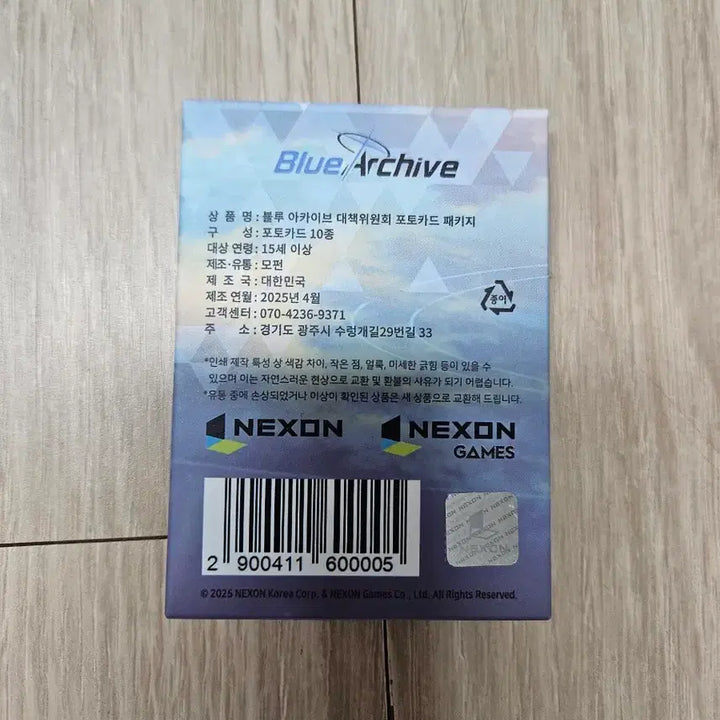 Blue Archive
상 품 명 : 블루 아카이브 대책위원회 포토카드 패키지
구 성 : 포토카드 10종
대상 연령 : 15세 이상
제조·유통 : 모펀
제 조 국 : 대한민국
제조 연월 : 2025년 4월
고객센터 : 070-4236-9371
주 소 : 경기도 광주시 수렁개길29번길 33
종이
*인쇄 제작 특성 상 색감 차이, 작은 점, 얼룩, 미세한 긁힘 등이 있을 수
있으며 이는 자연스러운 현상으로 교환 및 환불의 사유가 되기 어렵습니다.
*유통 중에 손상되었거나 이상이 확인된 상품은 새 상품으로 교환해 드립니다.
NEXON
NEXON GAMES
2 900411 600005
NEXON
© 2025 NEXON Korea Corp. & NEXON Games Co., Ltd. All Rights Reserved.